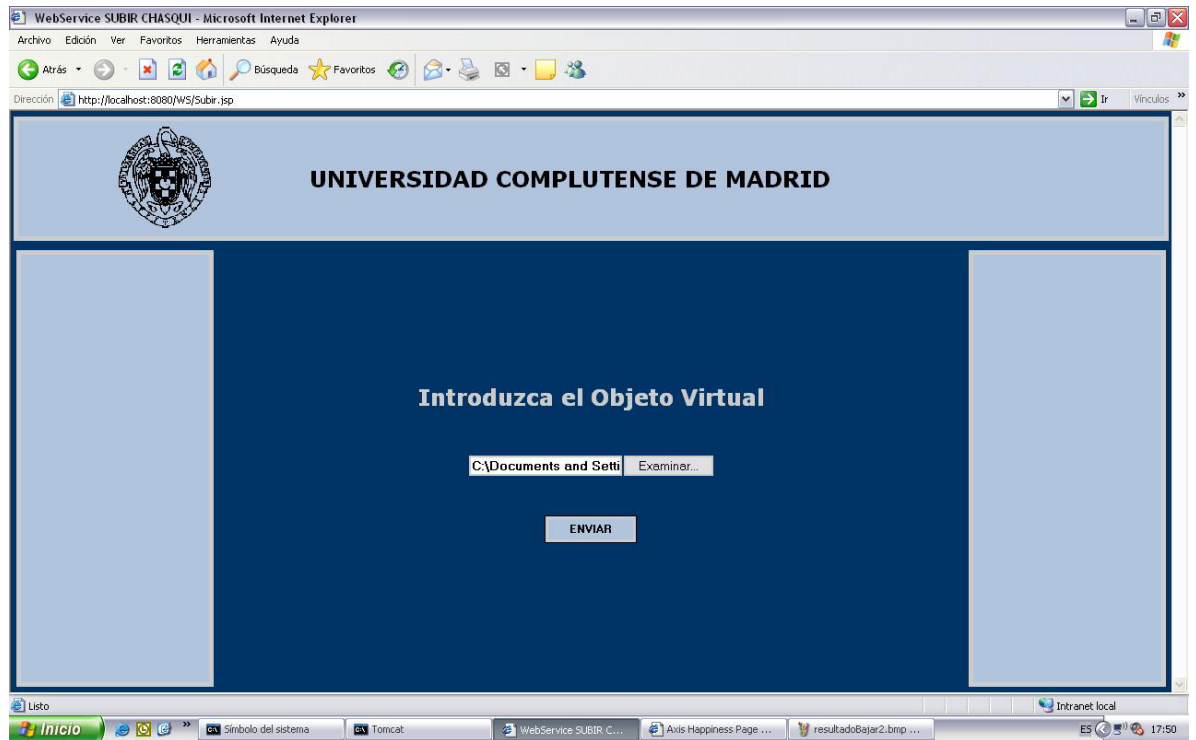 WebService SUBIR CHASQUI - Microsoft Internet Explorer
Archivo Edición Ver Favoritos Herramientas Ayuda
Atrás Búsqueda Favoritos
Dirección http://localhost:8080/WS/Subir.jsp Ir Vínculos »
UNIVERSIDAD COMPLUTENSE DE MADRID
Introduzca el Objeto Virtual
C:\Documents and Setti Examinar...
ENVIAR
Listo Intranet local
Inicio » Símbolo del sistema Tomcat WebService SUBIR C... Axis Happiness Page ... resultadoBajar2.bmp ... ES 17:50